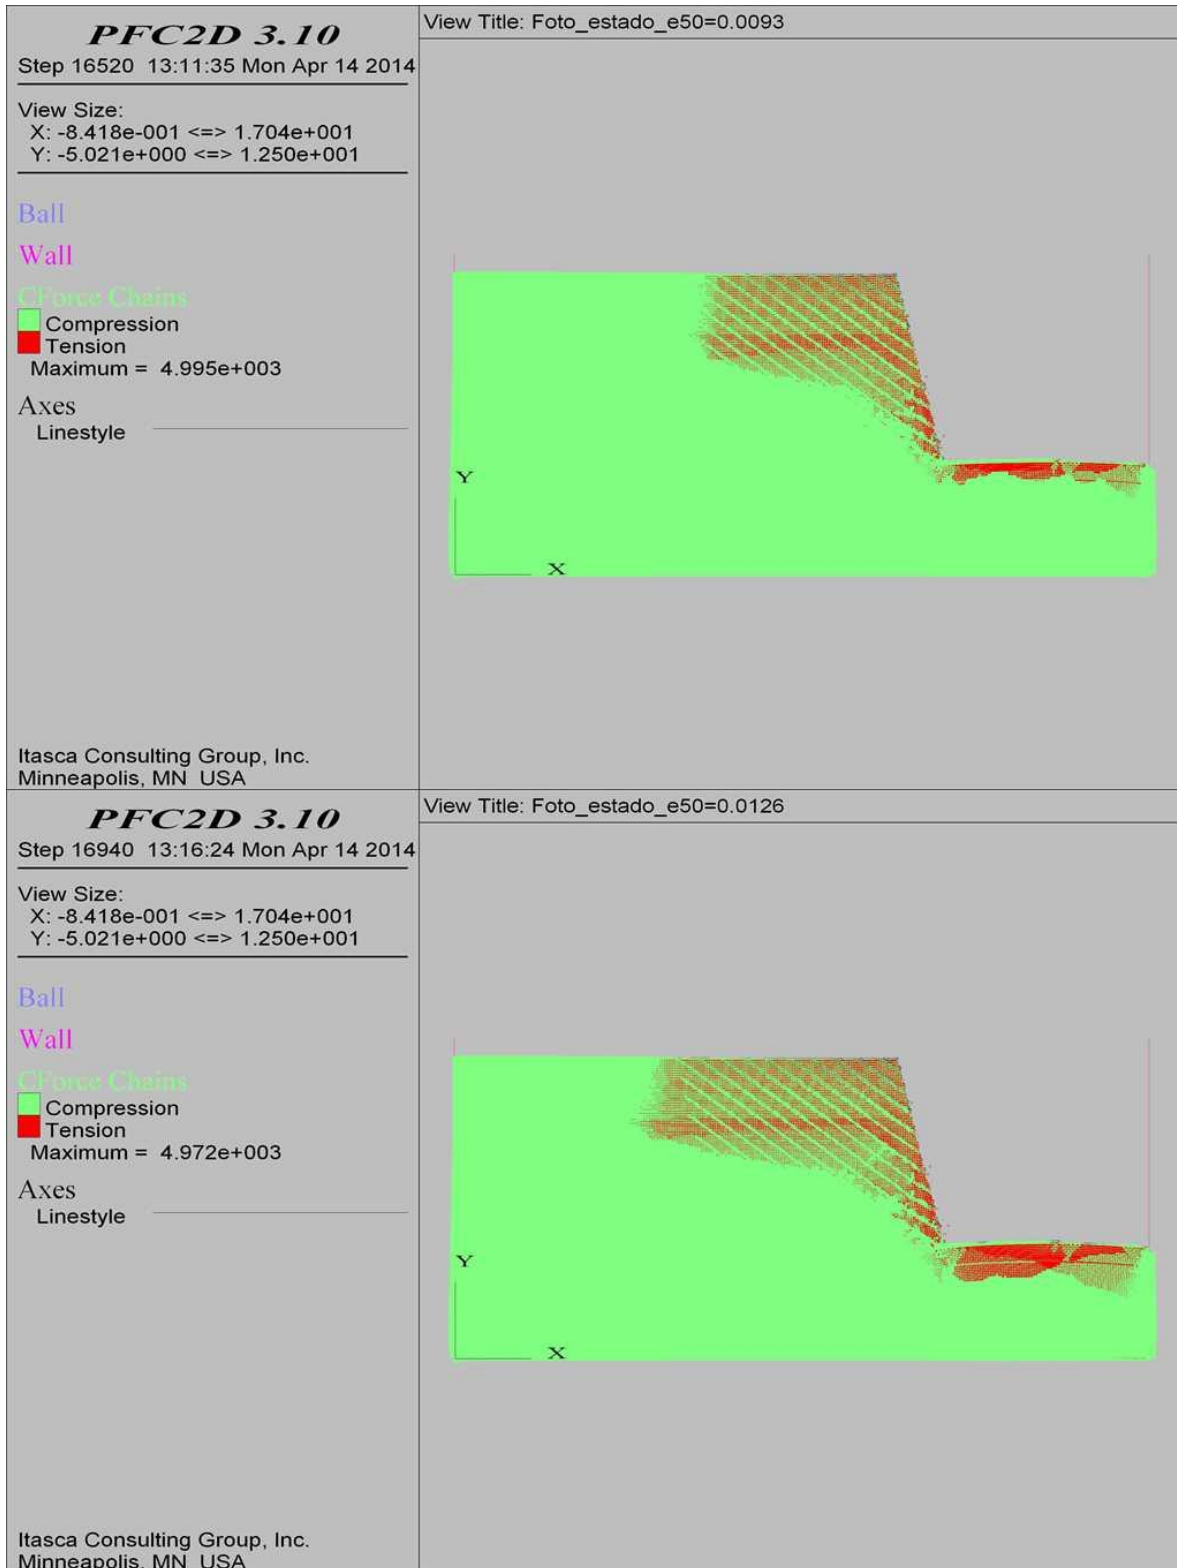 PFC2D 3.10
Step 16520 13:11:35 Mon Apr 14 2014
View Size:
X: -8.418e-001 <=> 1.704e+001
Y: -5.021e+000 <=> 1.250e+001
Ball
Wall
CForce Chains
Compression
Tension
Maximum = 4.995e+003
Axes
Linestyle
Itasca Consulting Group, Inc.
Minneapolis, MN USA
View Title: Foto_estado_e50=0.0093
Y
X
PFC2D 3.10
Step 16940 13:16:24 Mon Apr 14 2014
View Size:
X: -8.418e-001 <=> 1.704e+001
Y: -5.021e+000 <=> 1.250e+001
Ball
Wall
CForce Chains
Compression
Tension
Maximum = 4.972e+003
Axes
Linestyle
Itasca Consulting Group, Inc.
Minneapolis, MN USA
View Title: Foto_estado_e50=0.0126
Y
X